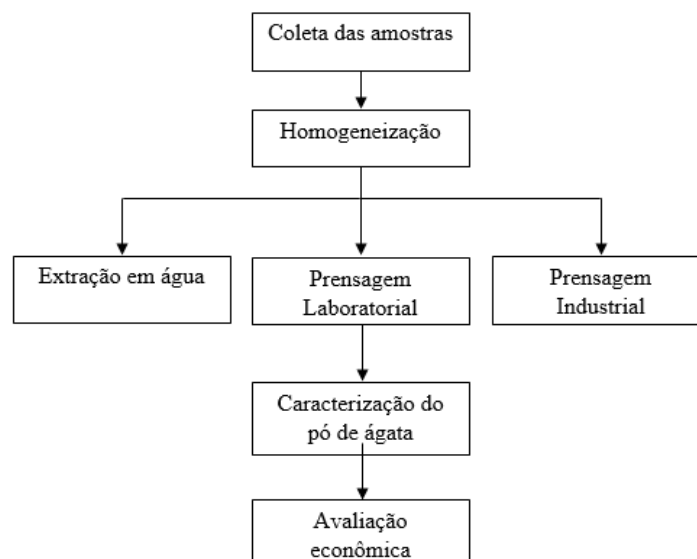 Coleta das amostras
Homogeneização
Extração em água
Prensagem
Laboratorial
Prensagem
Industrial
Caracterização do
pó de ágata
Avaliação
econômica